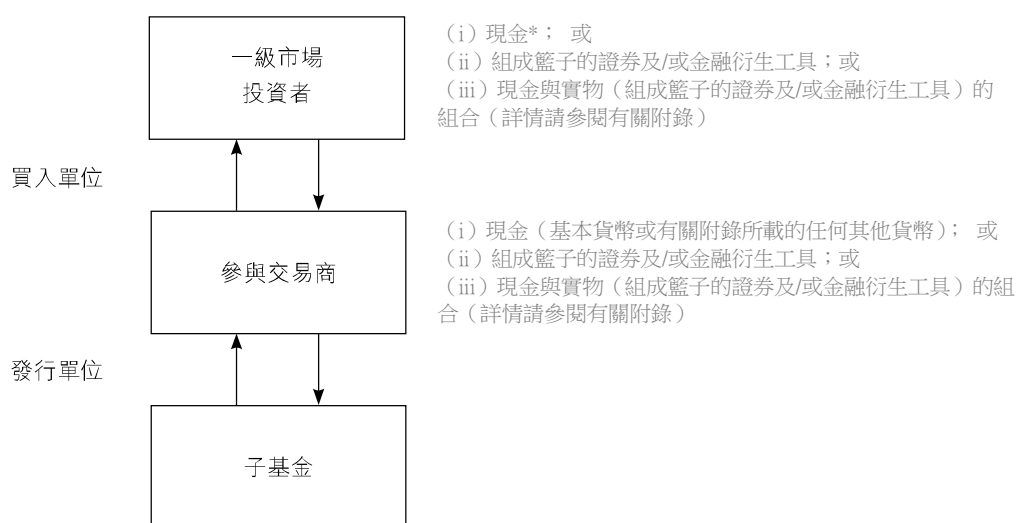 一級市場
投資者
（i）現金*； 或
（ii）組成籃子的證券及/或金融衍生工具；或
（iii）現金與實物（組成籃子的證券及/或金融衍生工具）的
組合（詳情請參閱有關附錄）
買入單位
參與交易商
（i）現金（基本貨幣或有關附錄所載的任何其他貨幣）； 或
（ii）組成籃子的證券及/或金融衍生工具；或
（iii）現金與實物（組成籃子的證券及/或金融衍生工具）的組
合（詳情請參閱有關附錄）
發行單位
子基金